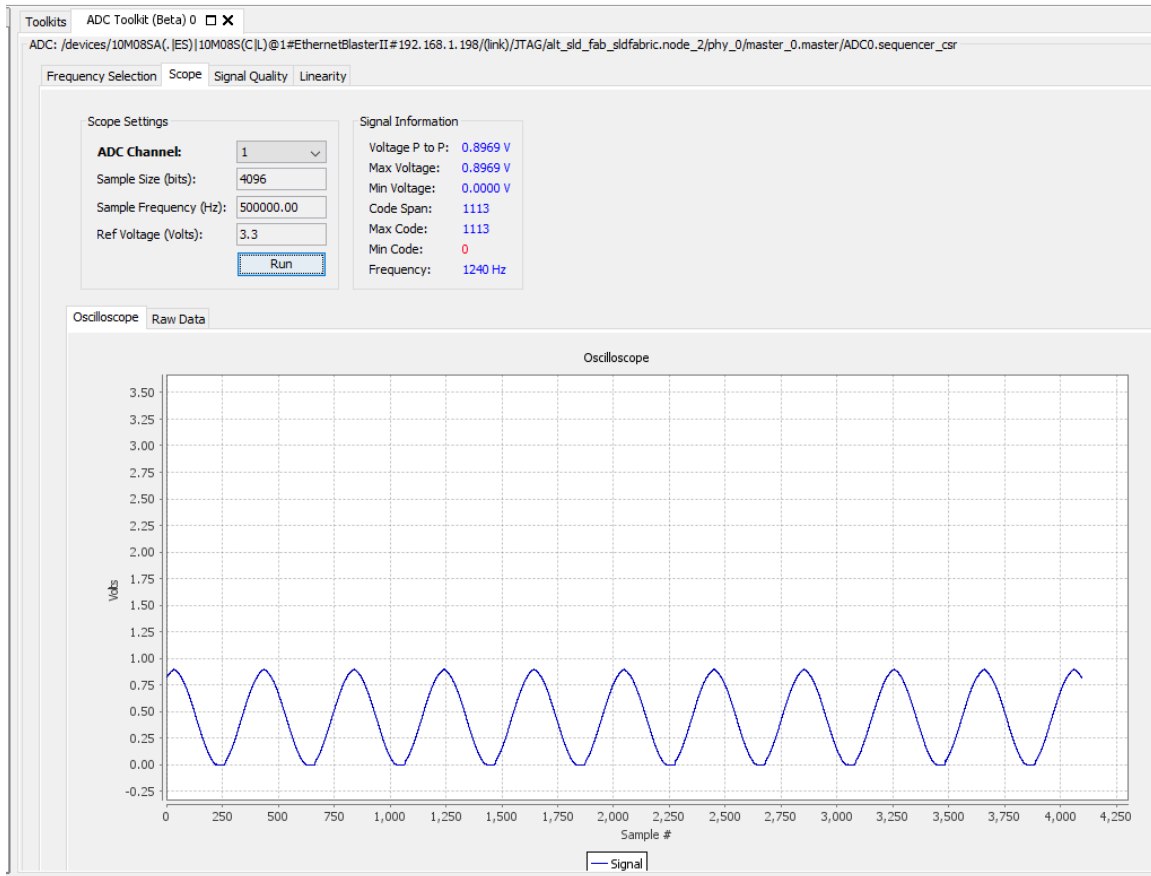 Toolkits ADC Toolkit (Beta) 0
ADC: /devices/10M08SA(.|ES)|10M08S(C|L)@1#EthernetBlasterII#192.168.1.198/(link)/JTAG/alt_sld_fab_sldfabric.node_2/phy_0/master_0.master/ADC0.sequencer_csr
Frequency Selection Scope Signal Quality Linearity
Scope Settings
ADC Channel: 1
Sample Size (bits): 4096
Sample Frequency (Hz): 500000.00
Ref Voltage (Volts): 3.3
Run
Signal Information
Voltage P to P: 0.8969 V
Max Voltage: 0.8969 V
Min Voltage: 0.0000 V
Code Span: 1113
Max Code: 1113
Min Code: 0
Frequency: 1240 Hz
Oscilloscope Raw Data
Oscilloscope
Volts
3.50
3.25
3.00
2.75
2.50
2.25
2.00
1.75
1.50
1.25
1.00
0.75
0.50
0.25
0.00
-0.25
0 250 500 750 1,000 1,250 1,500 1,750 2,000 2,250 2,500 2,750 3,000 3,250 3,500 3,750 4,000 4,250
Sample #
Signal